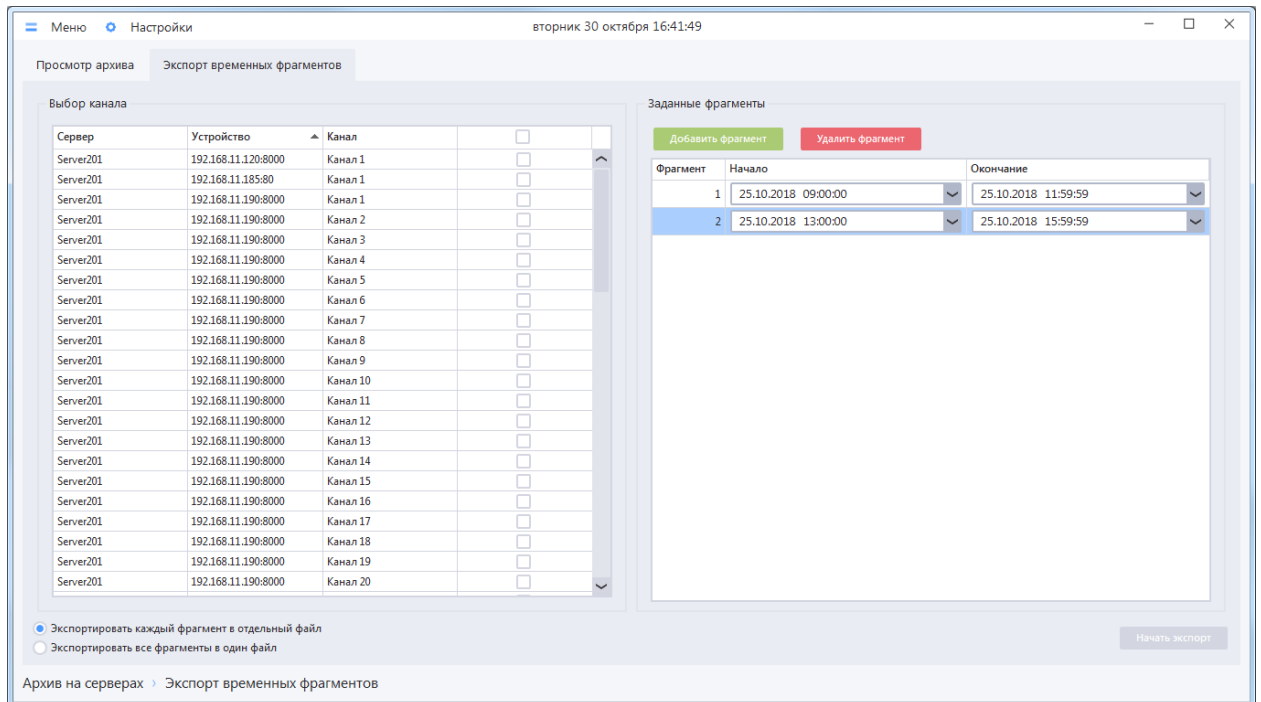 Меню Настройки вторник 30 октября 16:41:49
Просмотр архива Экспорт временных фрагментов
Выбор канала
Сервер Устройство Канал
Server201 192.168.11.120:8000 Канал 1
Server201 192.168.11.185:80 Канал 1
Server201 192.168.11.190:8000 Канал 1
Server201 192.168.11.190:8000 Канал 2
Server201 192.168.11.190:8000 Канал 3
Server201 192.168.11.190:8000 Канал 4
Server201 192.168.11.190:8000 Канал 5
Server201 192.168.11.190:8000 Канал 6
Server201 192.168.11.190:8000 Канал 7
Server201 192.168.11.190:8000 Канал 8
Server201 192.168.11.190:8000 Канал 9
Server201 192.168.11.190:8000 Канал 10
Server201 192.168.11.190:8000 Канал 11
Server201 192.168.11.190:8000 Канал 12
Server201 192.168.11.190:8000 Канал 13
Server201 192.168.11.190:8000 Канал 14
Server201 192.168.11.190:8000 Канал 15
Server201 192.168.11.190:8000 Канал 16
Server201 192.168.11.190:8000 Канал 17
Server201 192.168.11.190:8000 Канал 18
Server201 192.168.11.190:8000 Канал 19
Server201 192.168.11.190:8000 Канал 20
Заданные фрагменты
Добавить фрагмент Удалить фрагмент
Фрагмент Начало Окончание
1 25.10.2018 09:00:00 25.10.2018 11:59:59
2 25.10.2018 13:00:00 25.10.2018 15:59:59
Экспортировать каждый фрагмент в отдельный файл
Экспортировать все фрагменты в один файл
Начать экспорт
Архив на серверах › Экспорт временных фрагментов